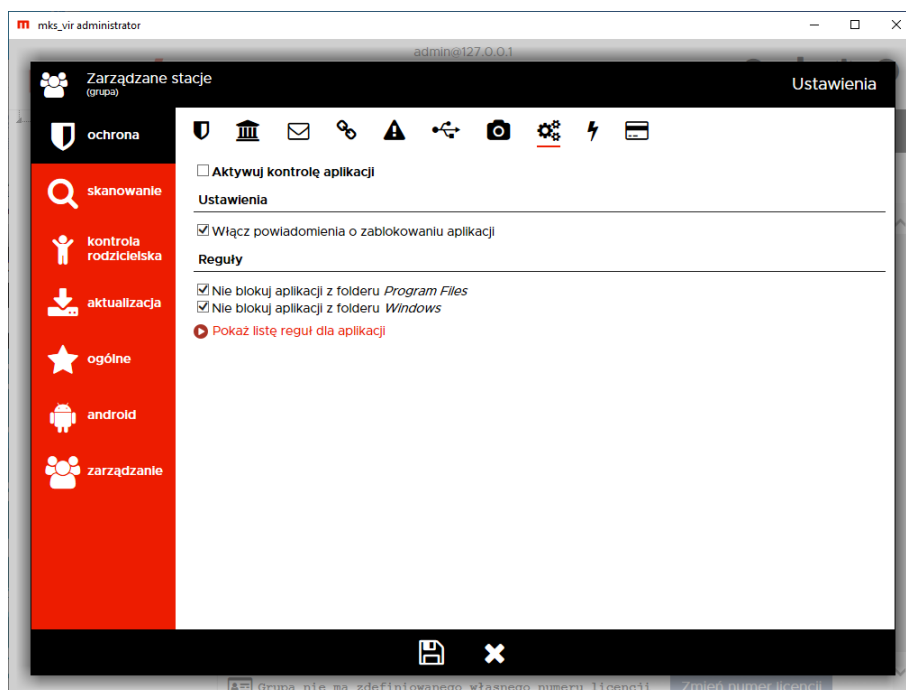 mks_vir administrator
admin@127.0.0.1
Zarządzane stacje
(grupa)
Ustawienia
ochrona
skanowanie
kontrola
rodzicielska
aktualizacja
ogólne
android
zarządzanie
Aktywuj kontrolę aplikacji
Ustawienia
Włącz powiadomienia o zablokowaniu aplikacji
Reguły
Nie blokuj aplikacji z folderu Program Files
Nie blokuj aplikacji z folderu Windows
Pokaż listę reguł dla aplikacji
Grupa nie ma zdefiniowanego własnego numeru licencji
Zmień numer licencji